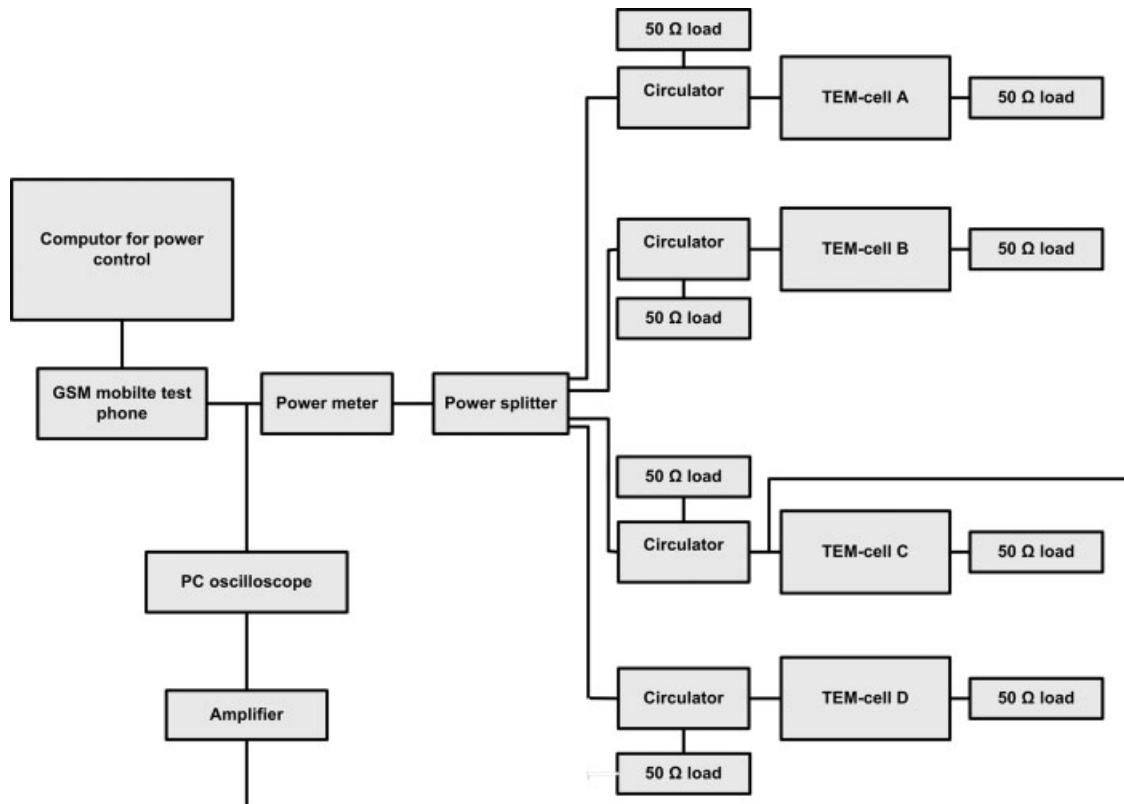 50 Ω load
Circulator
TEM-cell A
50 Ω load
Computor for power
control
Circulator
TEM-cell B
50 Ω load
50 Ω load
GSM mobilte test
phone
Power meter
Power splitter
50 Ω load
Circulator
TEM-cell C
50 Ω load
PC oscilloscope
Amplifier
Circulator
TEM-cell D
50 Ω load
50 Ω load